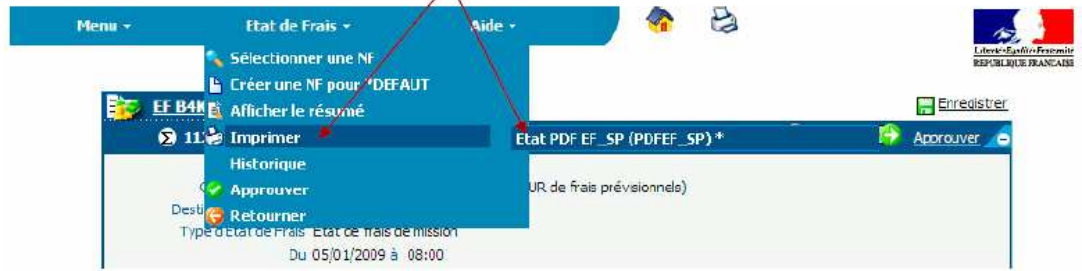 Menu Etat de Frais Aide
Sélectionner une NF
Créer une NF pour *DEFAUT
Liberté • Egalité • Fraternité
RÉPUBLIQUE FRANÇAISE
EF Afficher le résumé Enregistrer
Imprimer Etat PDF EF_SP (PDFEF_SP) * Approuver
Historique
Approuver UR de frais prévisionnels)
Retourner
Type d'Etat de Frais Etat de frais de mission
Du 05/01/2009 à 08:00